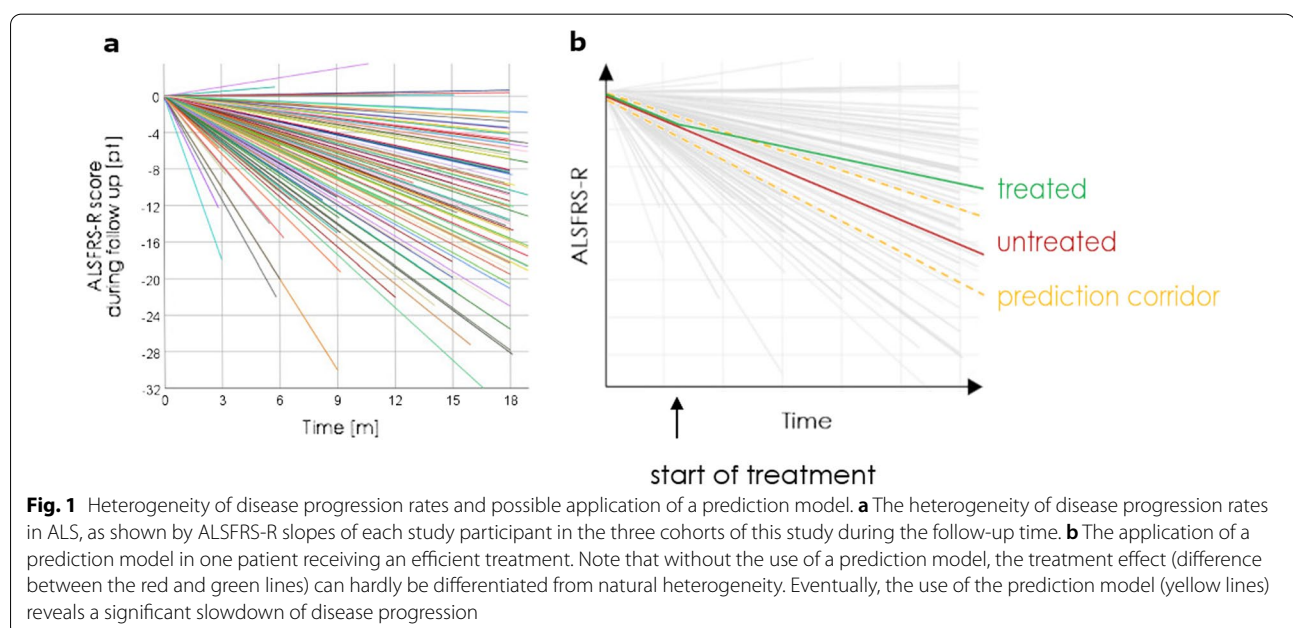 a
b
0
-4
-8
-12
-16
-20
-24
-28
-32
ALSFRS-R score
during follow up [pt]
0
3
6
9
12
15
18
Time [m]
ALSFRS-R
treated
untreated
prediction corridor
Time
start of treatment
Fig. 1 Heterogeneity of disease progression rates and possible application of a prediction model. a The heterogeneity of disease progression rates
in ALS, as shown by ALSFRS-R slopes of each study participant in the three cohorts of this study during the follow-up time. b The application of a
prediction model in one patient receiving an efficient treatment. Note that without the use of a prediction model, the treatment effect (difference
between the red and green lines) can hardly be differentiated from natural heterogeneity. Eventually, the use of the prediction model (yellow lines)
reveals a significant slowdown of disease progression